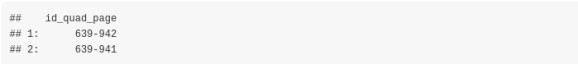 ##    id_quad_page
## 1:      639-942
## 2:      639-941